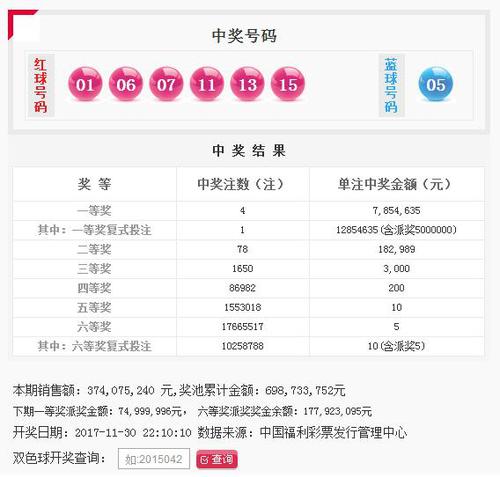 中奖号码
红球号码 01 06 07 11 13 15 蓝球号码 05
中奖结果
奖等 中奖注数（注） 单注中奖金额（元）
一等奖 4 7,854,635
其中：一等奖复式投注 1 12854635(含派奖5000000)
二等奖 78 182,989
三等奖 1650 3,000
四等奖 86982 200
五等奖 1553018 10
六等奖 17665517 5
其中：六等奖复式投注 10258788 10(含派奖5)
本期销售额：374,075,240 元,奖池累计金额：698,733,752元
下期一等奖派奖金额：74,999,996元， 六等奖派奖奖金余额：177,923,095元
开奖日期：2017-11-30 22:10:10 数据来源：中国福利彩票发行管理中心
双色球开奖查询： 如:2015042 查询